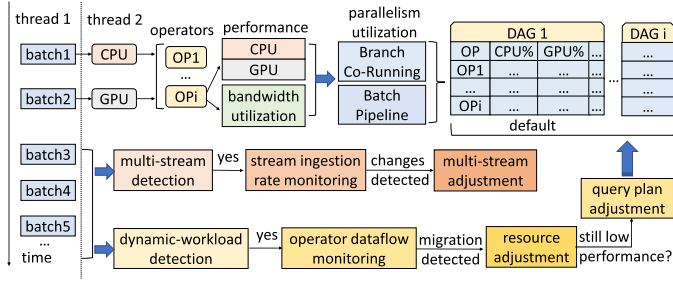 thread 1
thread 2
operators
performance
parallelism
utilization
DAG 1
DAG i
batch1
CPU
OP1
...
OPi
CPU
GPU
bandwidth
utilization
Branch
Co-Running
Batch
Pipeline
OP CPU% GPU% ...
OP1 ... ... ...
... ... ... ...
OPi ... ... ...
...
...
...
...
...
default
batch2
GPU
batch3
batch4
batch5
...
time
multi-stream
detection
yes
stream ingestion
rate monitoring
changes
detected
multi-stream
adjustment
query plan
adjustment
dynamic-workload
detection
yes
operator dataflow
monitoring
migration
detected
resource
adjustment
still low
performance?